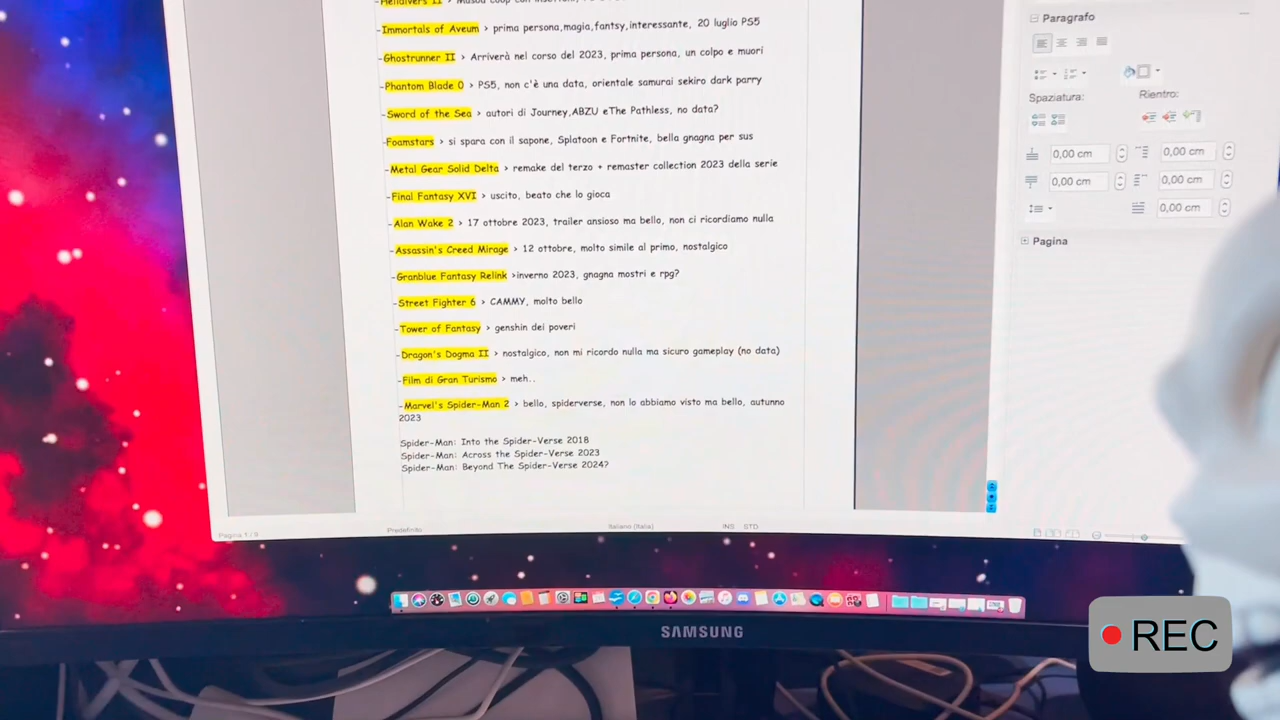 -Helldivers II >
-Immortals of Aveum > prima persona,magia,fantsy,interessante, 20 luglio PS5
-Ghostrunner II > Arriverà nel corso del 2023, prima persona, un colpo e muori
-Phantom Blade 0 > PS5, non c'è una data, orientale samurai sekiro dark parry
-Sword of the Sea > autori di Journey,ABZU eThe Pathless, no data?
-Foamstars > si spara con il sapone, Splatoon e Fortnite, bella gnagna per sus
-Metal Gear Solid Delta > remake del terzo + remaster collection 2023 della serie
-Final Fantasy XVI > uscito, beato che lo gioca
-Alan Wake 2 > 17 ottobre 2023, trailer ansioso ma bello, non ci ricordiamo nulla
-Assassin's Creed Mirage > 12 ottobre, molto simile al primo, nostalgico
-Granblue Fantasy Relink >inverno 2023, gnagna mostri e rpg?
-Street Fighter 6 > CAMMY, molto bello
-Tower of Fantasy > genshin dei poveri
-Dragon's Dogma II > nostalgico, non mi ricordo nulla ma sicuro gameplay (no data)
-Film di Gran Turismo > meh..
-Marvel's Spider-Man 2 > bello, spiderverse, non lo abbiamo visto ma bello, autunno
2023
Spider-Man: Into the Spider-Verse 2018
Spider-Man: Across the Spider-Verse 2023
Spider-Man: Beyond The Spider-Verse 2024?
Predefinito
Italiano (Italia)
INS STD
Paragrafo
Spaziatura:
Rientro:
0,00 cm
0,00 cm
0,00 cm
0,00 cm
0,00 cm
Pagina
SAMSUNG
REC